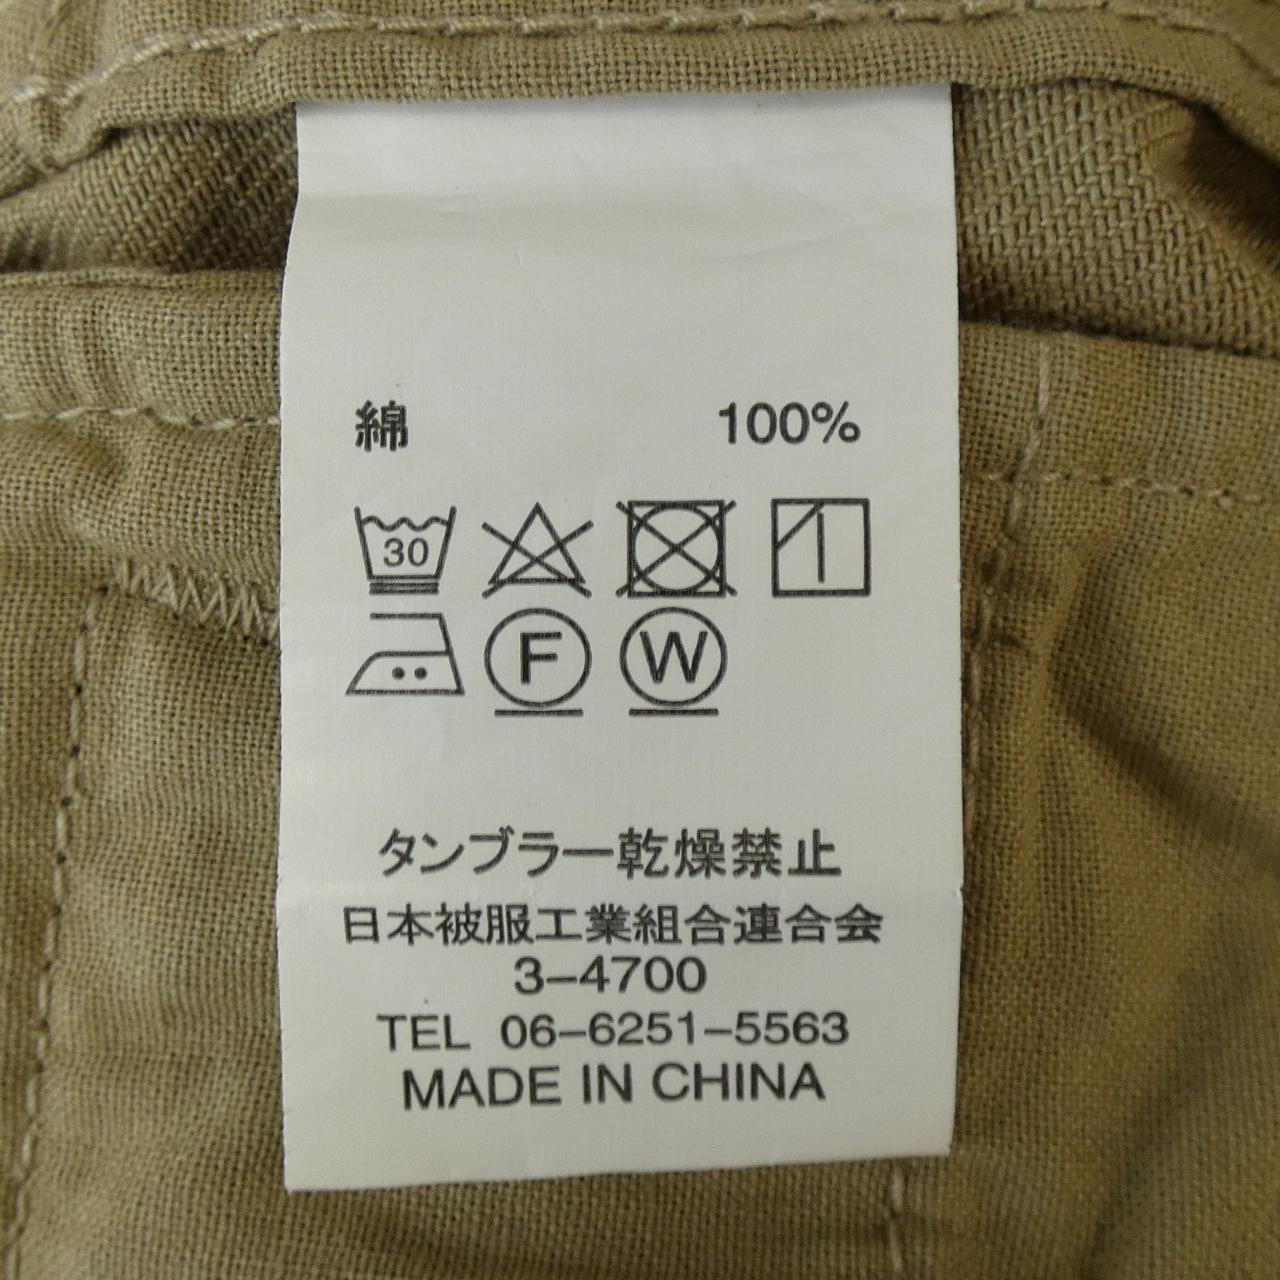 綿 100%
30
F W
タンブラー乾燥禁止
日本被服工業組合連合会
3-4700
TEL 06-6251-5563
MADE IN CHINA